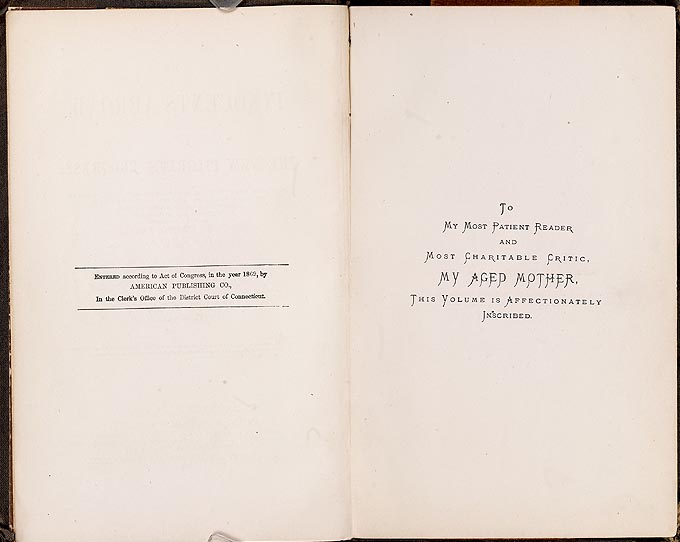 Entered according to Act of Congress, in the year 1869, by
AMERICAN PUBLISHING CO.,
In the Clerk's Office of the District Court of Connecticut.
To
My Most Patient Reader
and
Most Charitable Critic,
MY AGED MOTHER,
This Volume is Affectionately
Inscribed.